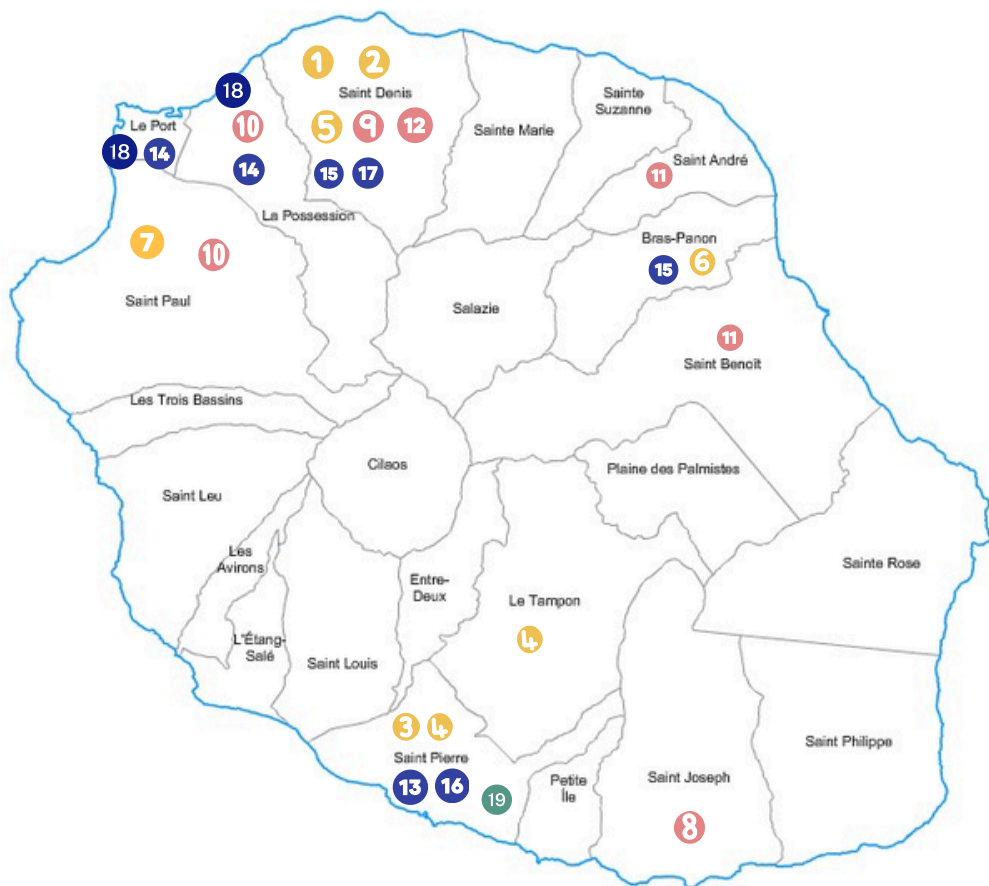 1 2
18
Saint Denis
Sainte
Suzanne
Le Port
10
5 9 12
Sainte Marie
18 14
Saint André
14
15 17
11
La Possession
7
10
Bras-Panon
15 6
Saint Paul
Salazie
11
Saint Benoît
Les Trois Bassins
Cilaos
Plaine des Palmistes
Saint Leu
Les
Avirons
Sainte Rose
Entre-
Deux
Le Tampon
4
L'Étang-
Salé
Saint Louis
3 4
Saint Philippe
Saint Pierre
13 16
19
Petite
Île
Saint Joseph
8